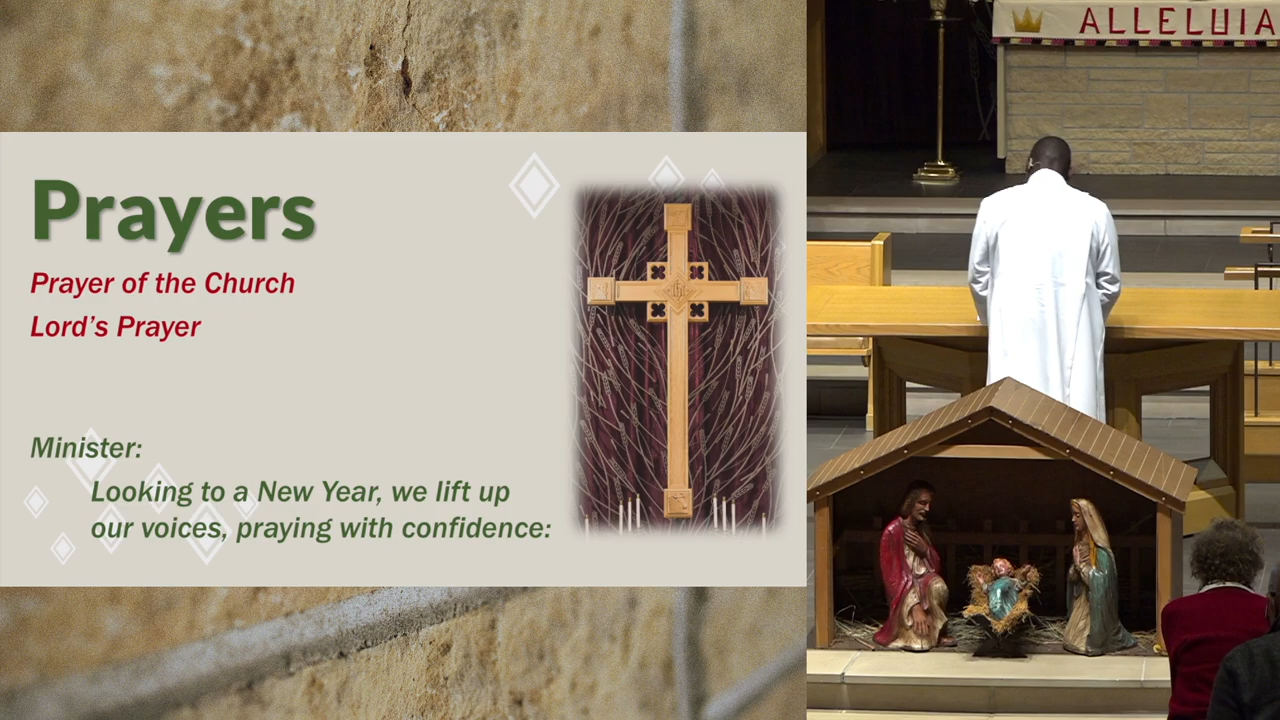 Prayers
Prayer of the Church
Lord's Prayer
Minister:
Looking to a New Year, we lift up
our voices, praying with confidence:
ALLELUIA